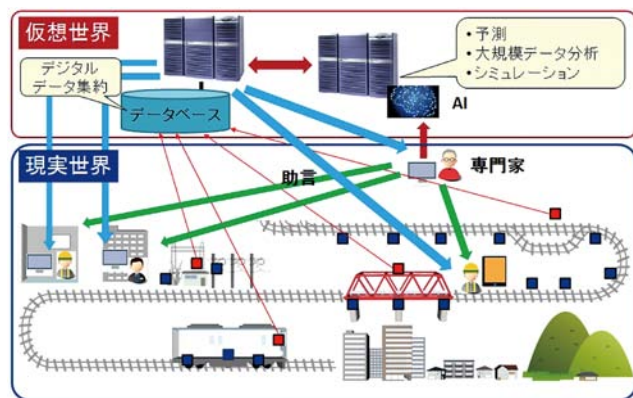 仮想世界
デジタル
データ集約
データベース
•予測
•大規模データ分析
•シミュレーション
AI
現実世界
助言
専門家